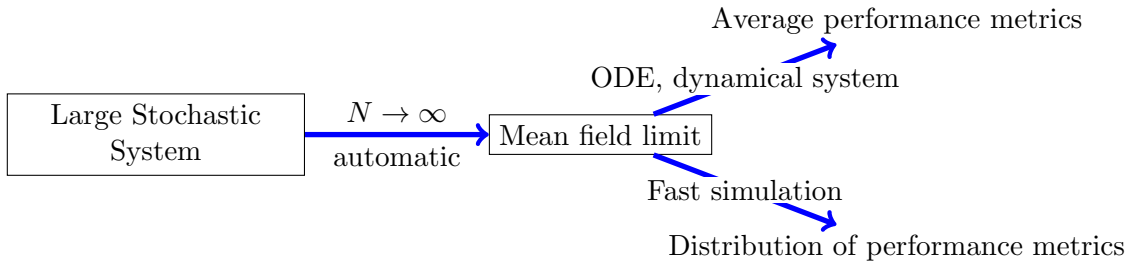 Average performance metrics
ODE, dynamical system
Large Stochastic
System
N → ∞
automatic
Mean field limit
Fast simulation
Distribution of performance metrics